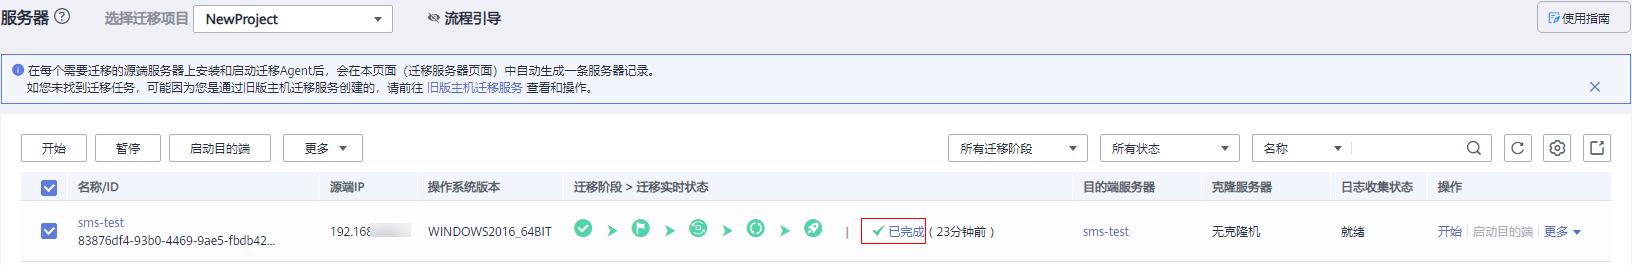 服务器 选择迁移项目 NewProject 流程引导 使用指南
在每个需要迁移的源端服务器上安装和启动迁移Agent后，会在本页面（迁移服务器页面）中自动生成一条服务器记录。
如您未找到迁移任务，可能因为您是通过旧版主机迁移服务创建的，请前往 旧版主机迁移服务 查看和操作。
开始 暂停 启动目的端 更多 所有迁移阶段 所有状态 名称
名称/ID 源端IP 操作系统版本 迁移阶段 > 迁移实时状态 目的端服务器 克隆服务器 日志收集状态 操作
sms-test
83876df4-93b0-4469-9ae5-fbdb42... 192.168 WINDOWS2016_64BIT | 已完成 ( 23分钟前 ) sms-test 无克隆机 就绪 开始 启动目的端 更多